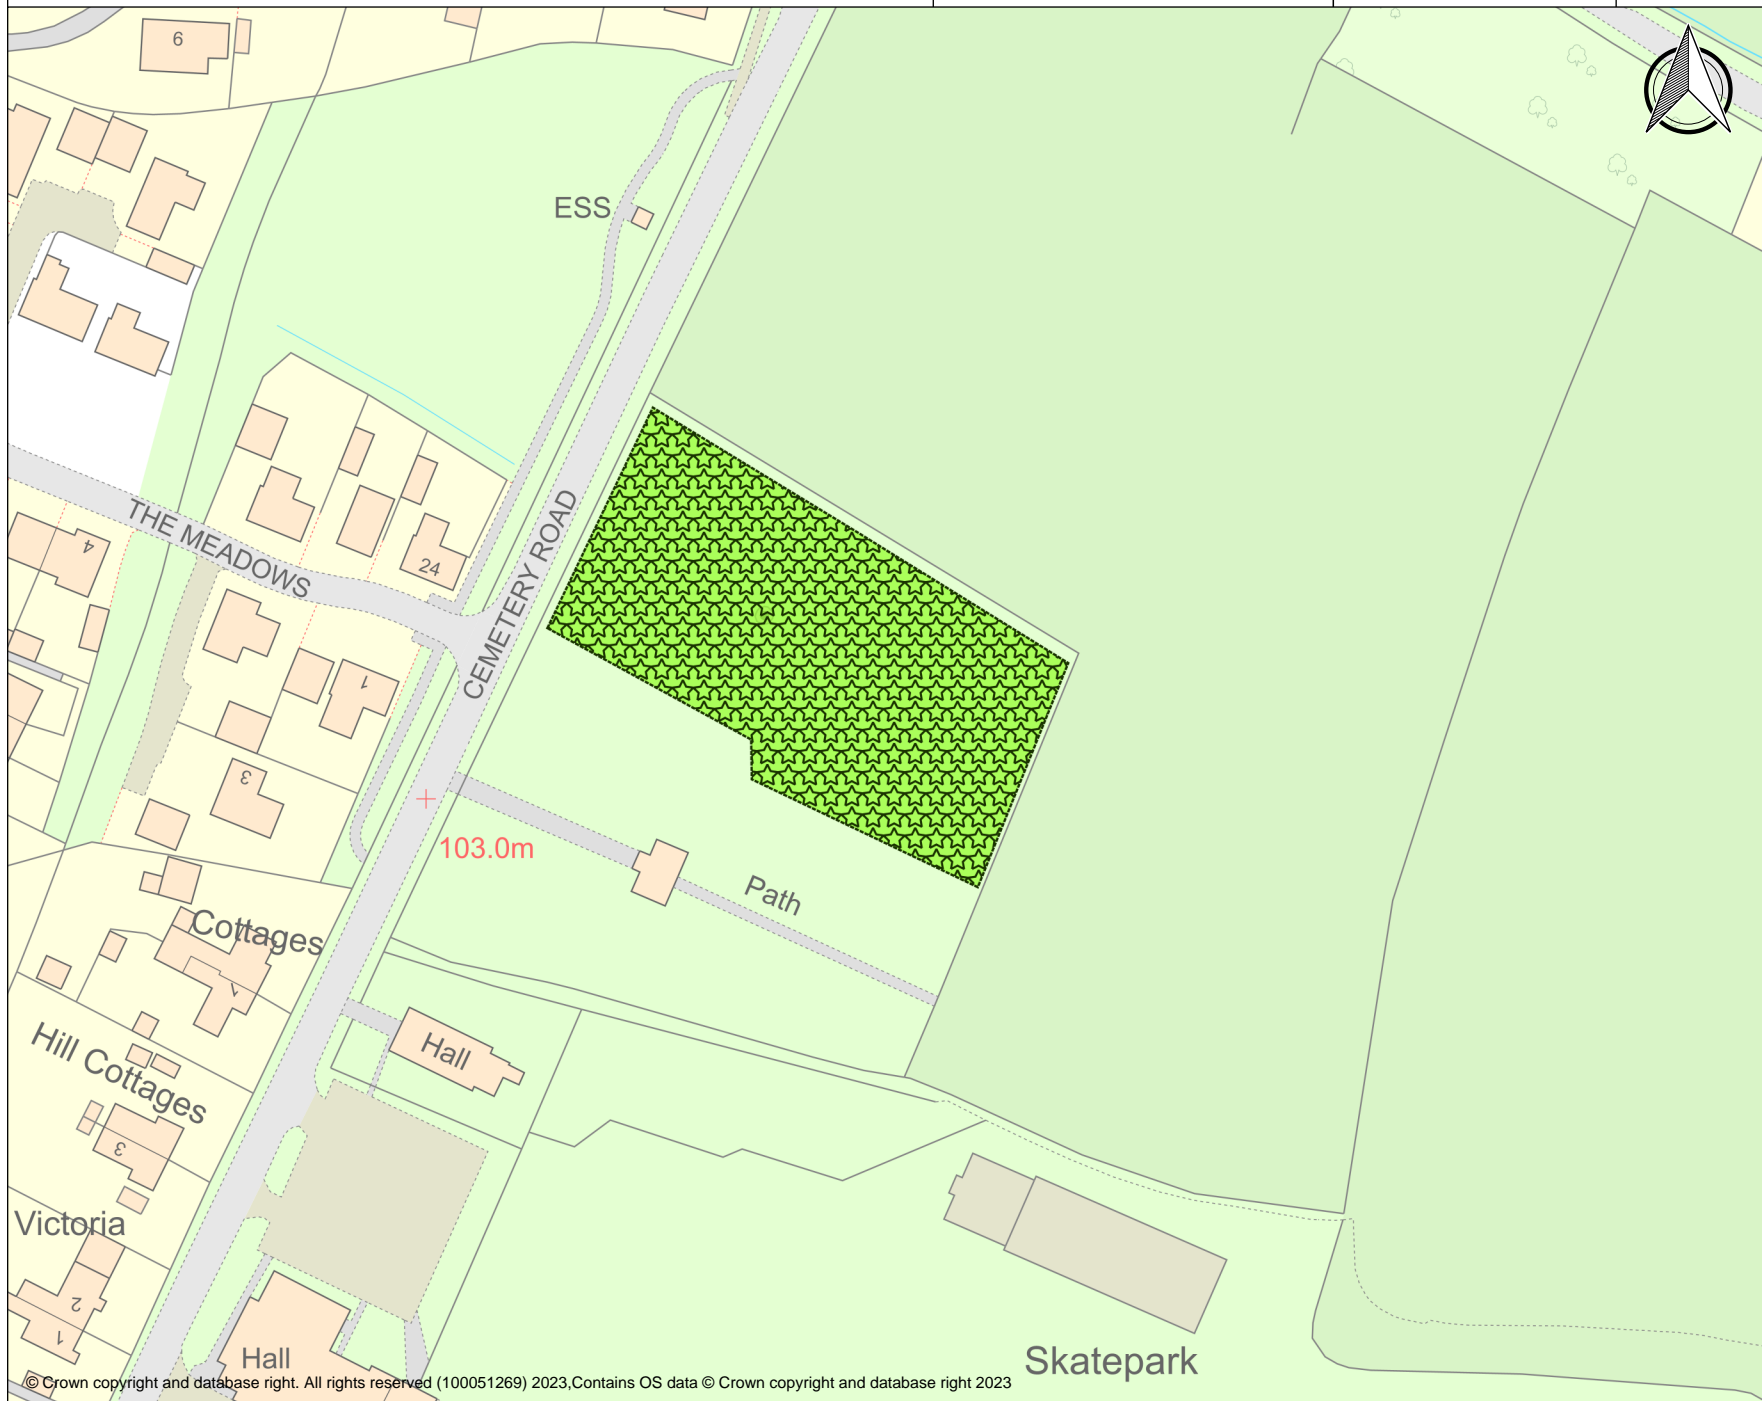 6
ESS
THE MEADOWS
4
24
CEMETERY ROAD
1
3
103.0m
Path
Cottages
1
Hall
Hill Cottages
3
Victoria
2
1
Hall
Skatepark
© Crown copyright and database right. All rights reserved (100051269) 2023,Contains OS data © Crown copyright and database right 2023